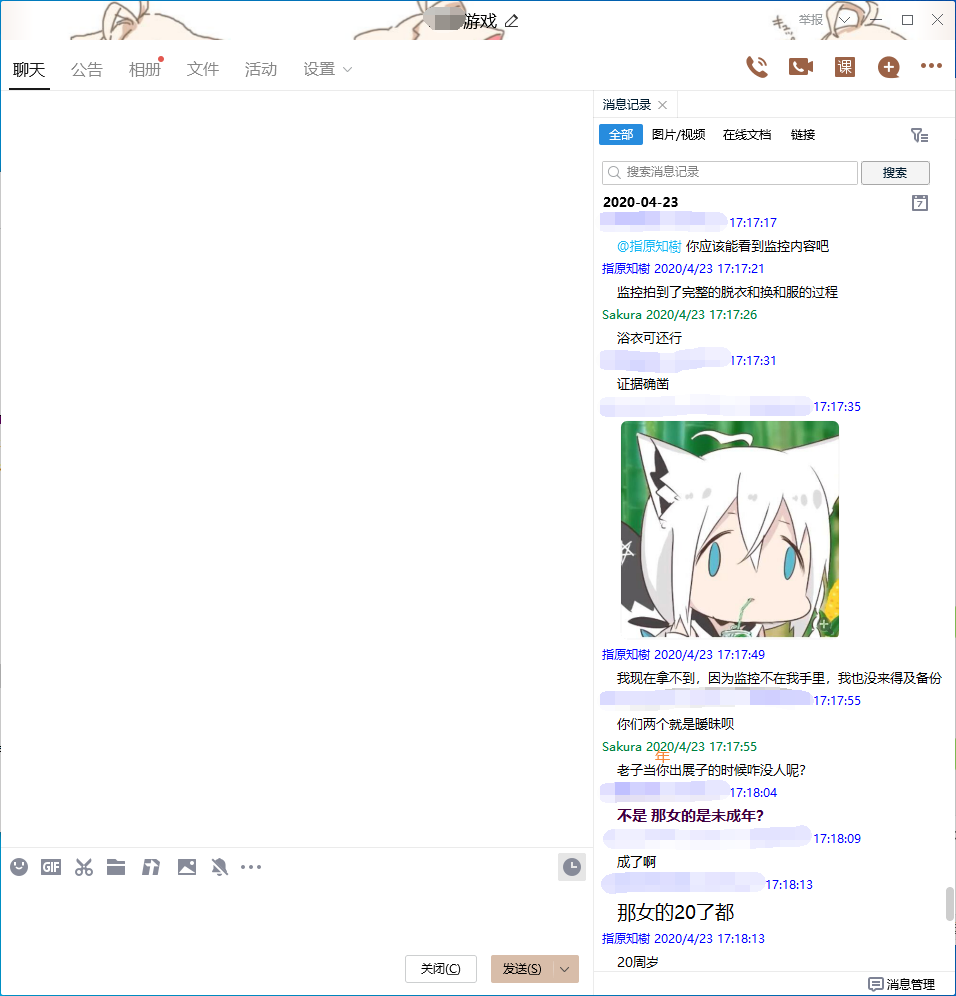 游戏
举报
聊天 公告 相册 文件 活动 设置
课
消息记录
全部 图片/视频 在线文档 链接
搜索消息记录 搜索
2020-04-23
7
17:17:17
@指原知樹 你应该能看到监控内容吧
指原知樹 2020/4/23 17:17:21
监控拍到了完整的脱衣和换和服的过程
Sakura 2020/4/23 17:17:26
浴衣可还行
17:17:31
证据确凿
17:17:35
指原知樹 2020/4/23 17:17:49
我现在拿不到，因为监控不在我手里，我也没来得及备份
17:17:55
你们两个就是暧昧呗
Sakura 2020/4/23 17:17:55
年
老子当你出展子的时候咋没人呢？
17:18:04
不是 那女的是未成年？
17:18:09
成了啊
17:18:13
那女的20了都
指原知樹 2020/4/23 17:18:13
20周岁
GIF
关闭(C) 发送(S)
消息管理